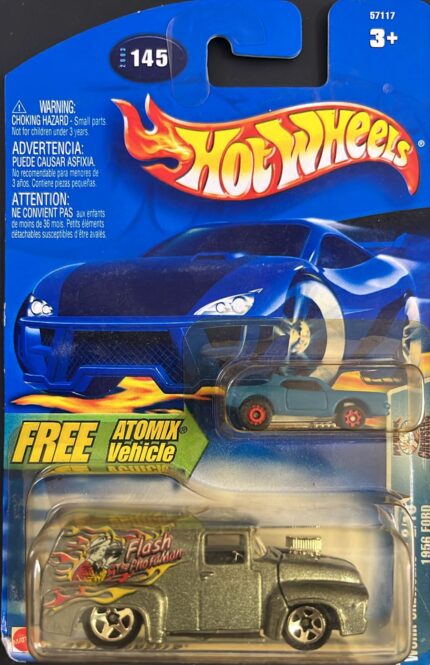 57117
3+
2003
145
WARNING:
CHOKING HAZARD - Small parts.
Not for children under 3 years.
ADVERTENCIA:
PUEDE CAUSAR ASFIXIA.
No recomendable para menores de
3 años. Contiene piezas pequeñas.
ATTENTION:
NE CONVIENT PAS aux enfants
de moins de 36 mois. Petits éléments
détachables susceptibles d'être avalés.
HOT WHEELS
FREE
ATOMIX®
Vehicle
Flash
The PhotoMan
1956 FORD